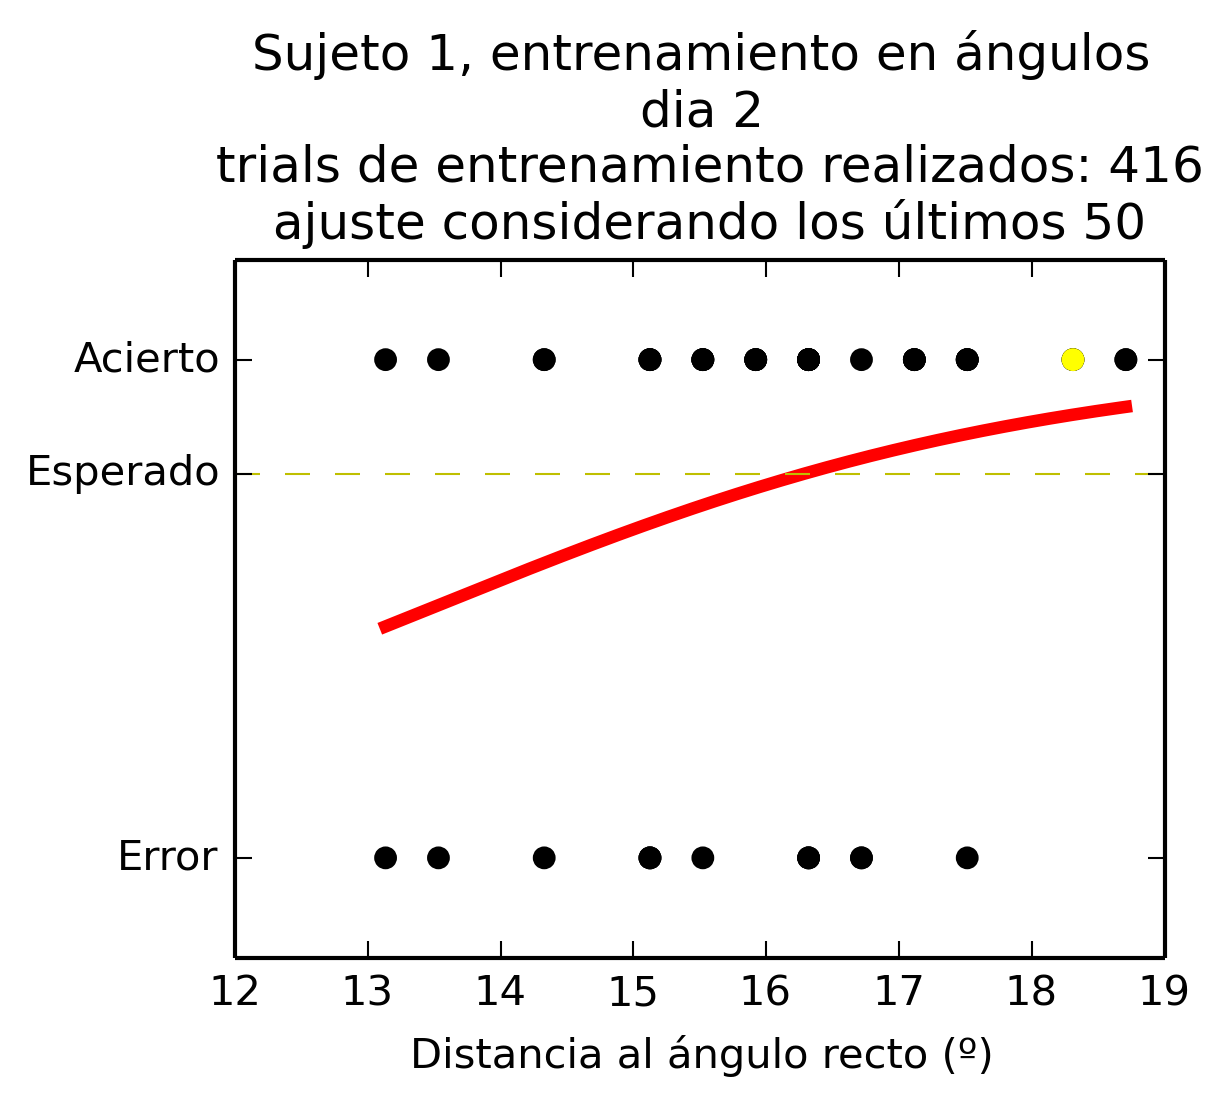 Sujeto 1, entrenamiento en ángulos
dia 2
trials de entrenamiento realizados: 416
ajuste considerando los últimos 50
Acierto
Esperado
Error
12 13 14 15 16 17 18 19
Distancia al ángulo recto (º)